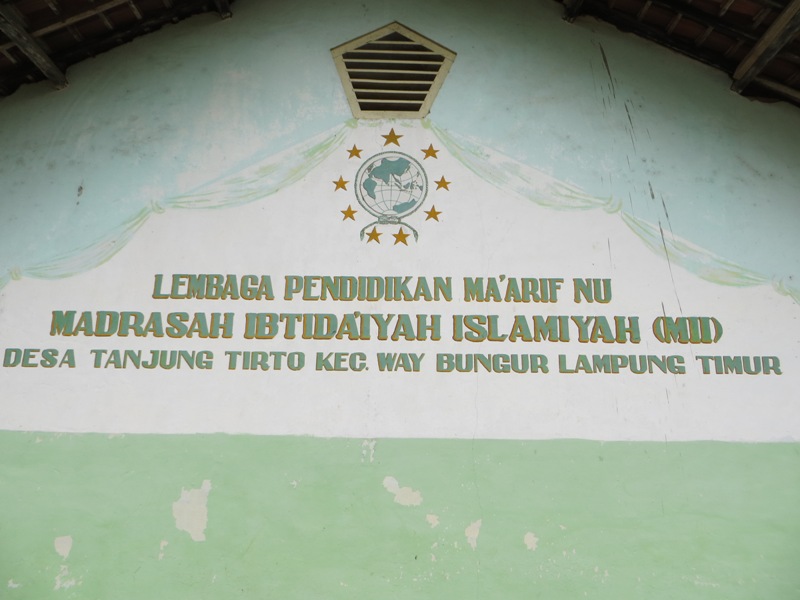 LEMBAGA PENDIDIKAN MA'ARIF NU
MADRASAH IBTIDA'IYAH ISLAMIYAH (MII)
DESA TANJUNG TIRTO KEC. WAY BUNGUR LAMPUNG TIMUR